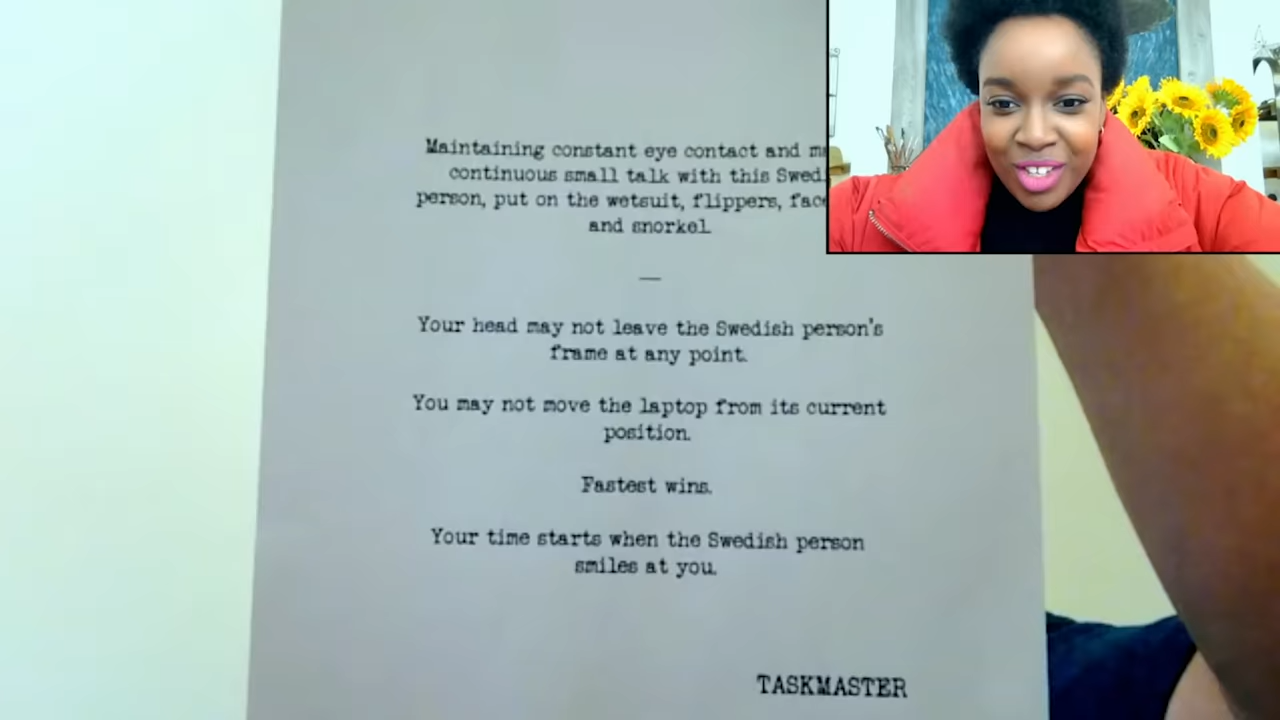 Maintaining constant eye contact and
continuous small talk with this
person, put on the wetsuit, flippers,
and snorkel.
—
Your head may not leave the Swedish person's
frame at any point.
You may not move the laptop from its current
position.
Fastest wins.
Your time starts when the Swedish person
smiles at you.
TASKMASTER